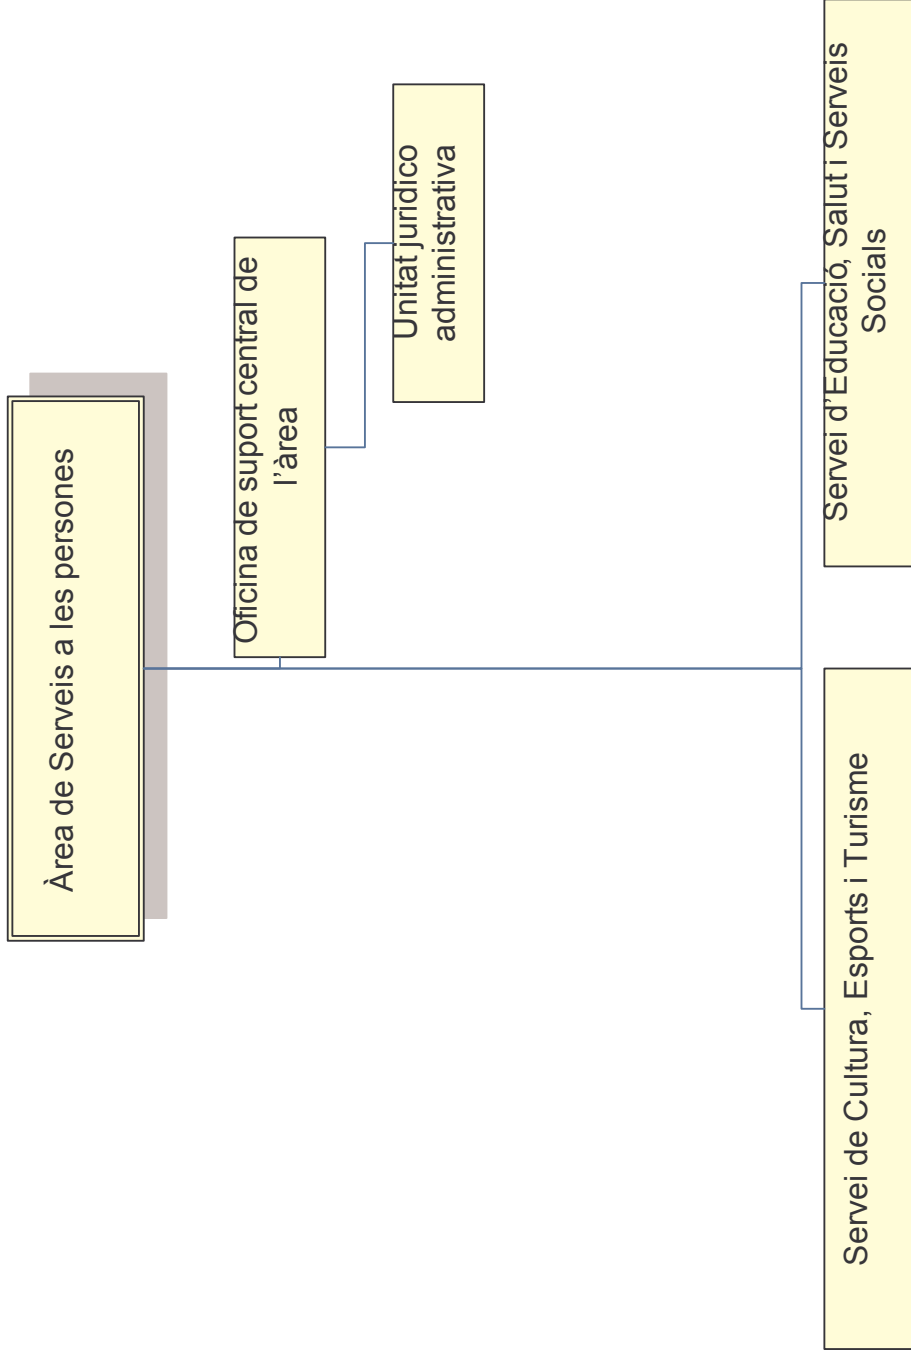 Àrea de Serveis a les persones
Oficina de suport central de
l’àrea
Unitat juridico
administrativa
Servei de Cultura, Esports i Turisme
Servei d’Educació, Salut i Serveis
Socials